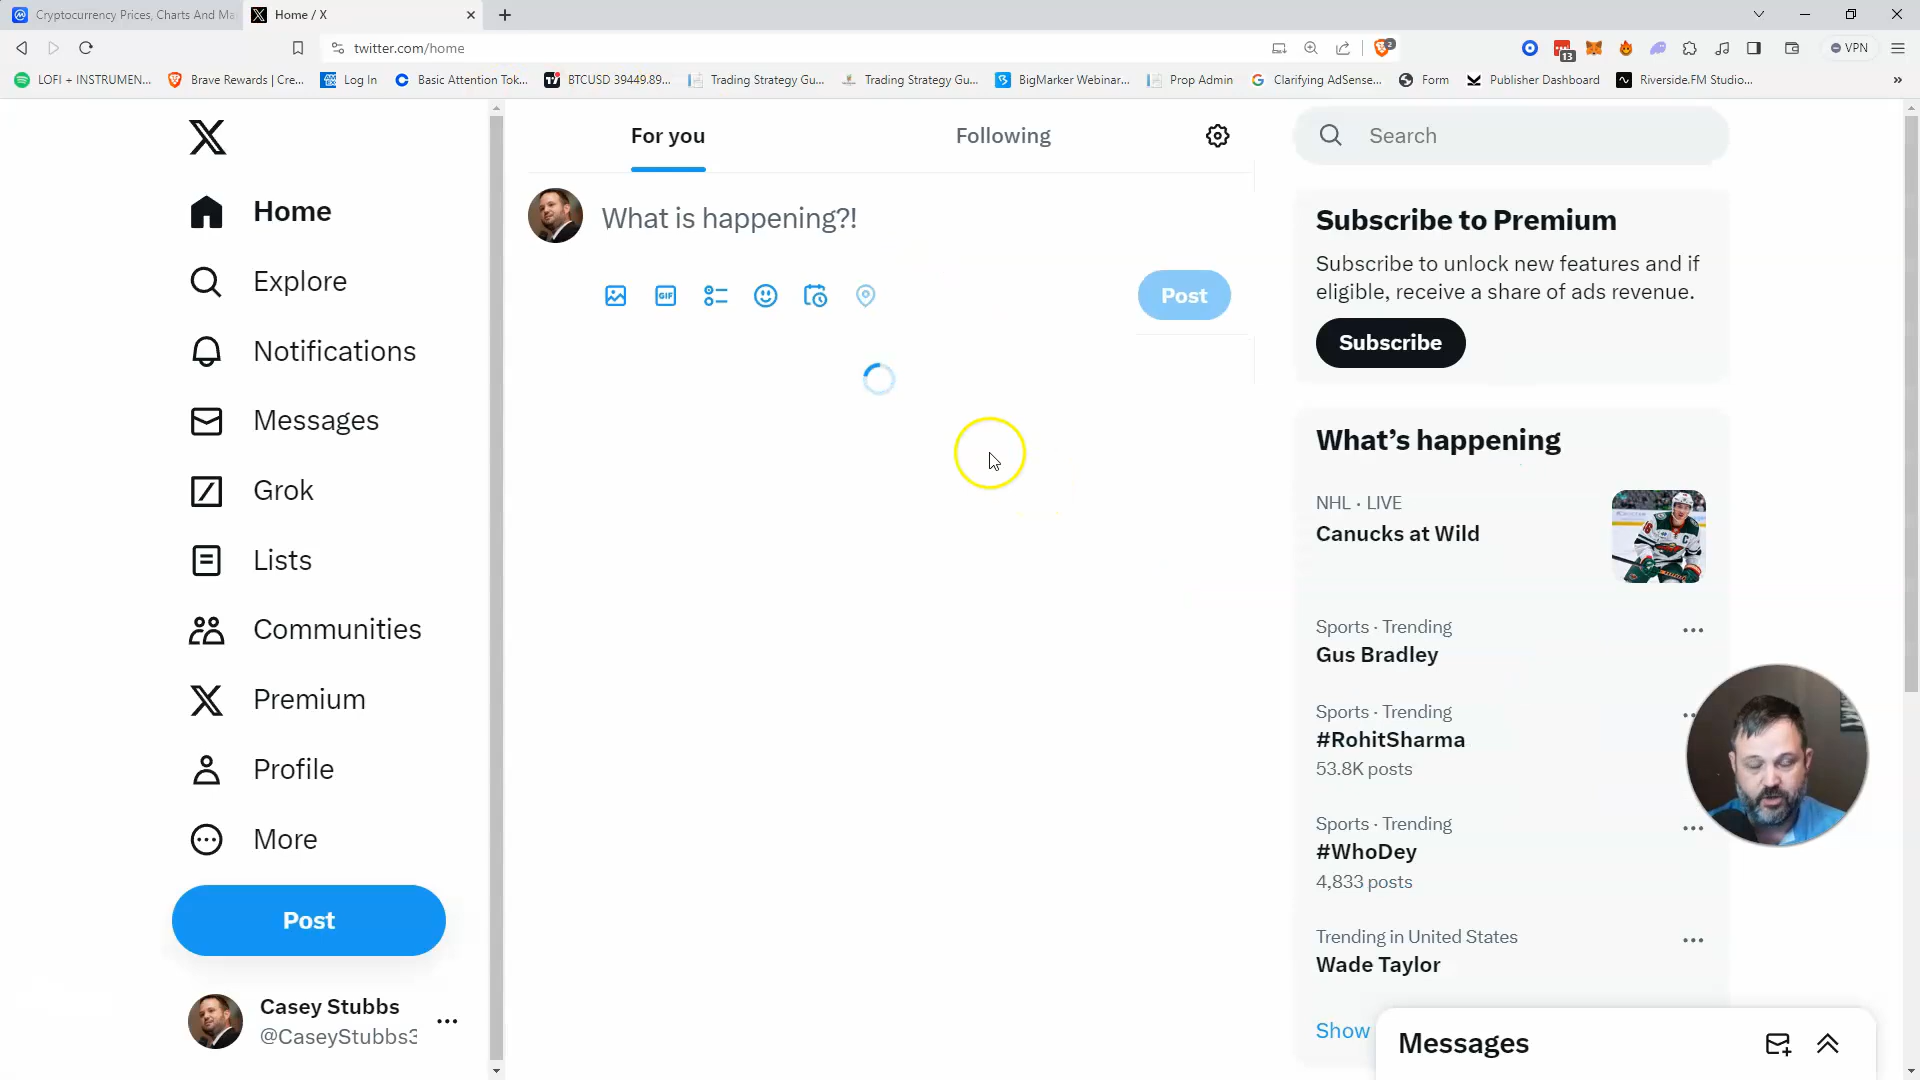 Cryptocurrency Prices, Charts And Ma
Home / X
twitter.com/home
2
13
VPN
LOFI + INSTRUMEN...
Brave Rewards | Cre...
Log In
Basic Attention Tok...
BTCUSD 39449.89...
Trading Strategy Gu...
Trading Strategy Gu...
BigMarker Webinar...
Prop Admin
Clarifying AdSense...
Form
Publisher Dashboard
Riverside.FM Studio...
Home
Explore
Notifications
Messages
Grok
Lists
Communities
Premium
Profile
More
Post
Casey Stubbs
@CaseyStubbs3
For you
Following
What is happening?!
GIF
Post
Search
Subscribe to Premium
Subscribe to unlock new features and if
eligible, receive a share of ads revenue.
Subscribe
What's happening
NHL · LIVE
Canucks at Wild
Sports · Trending
Gus Bradley
Sports · Trending
#RohitSharma
53.8K posts
Sports · Trending
#WhoDey
4,833 posts
Trending in United States
Wade Taylor
Show
Messages